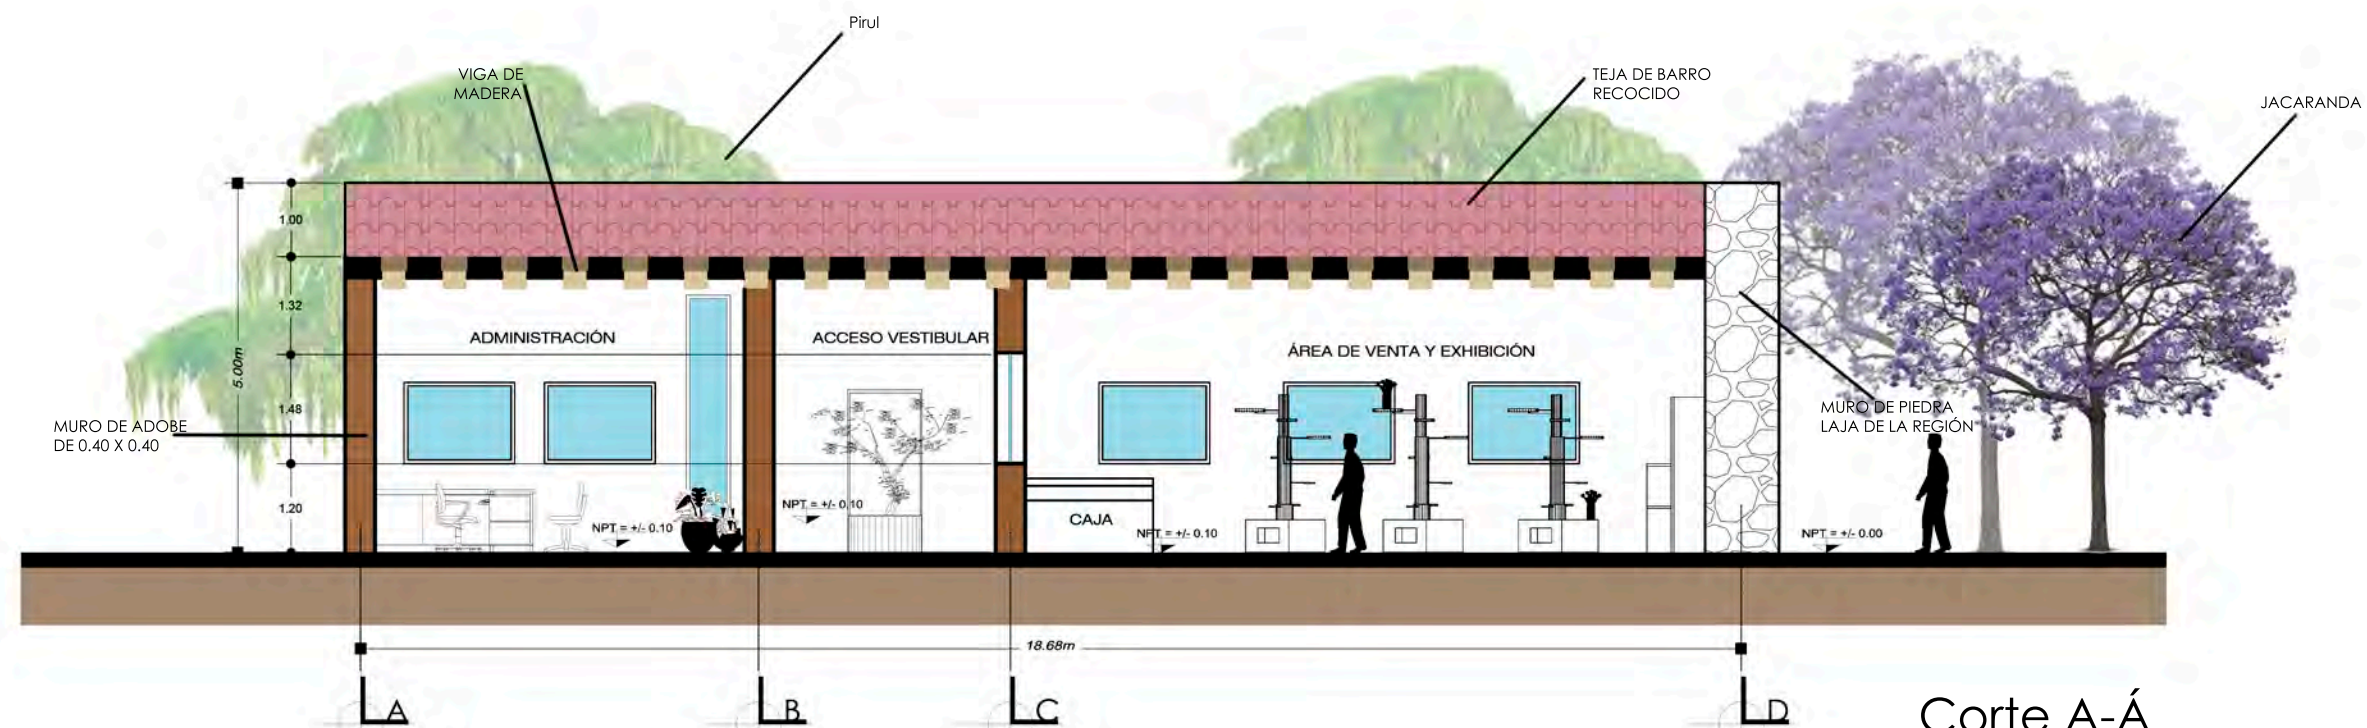 Pirul
VIGA DE
MADERA
TEJA DE BARRO
RECOCIDO
JACARANDA
1.00
1.32
5.00m
1.48
1.20
ADMINISTRACIÓN
ACCESO VESTIBULAR
ÁREA DE VENTA Y EXHIBICIÓN
MURO DE ADOBE
DE 0.40 X 0.40
MURO DE PIEDRA
LAJA DE LA REGIÓN
NPT = +/- 0.10
NPT = +/- 0.10
CAJA
NPT = +/- 0.10
NPT = +/- 0.00
18.68m
A
B
C
D
Corte A-Á